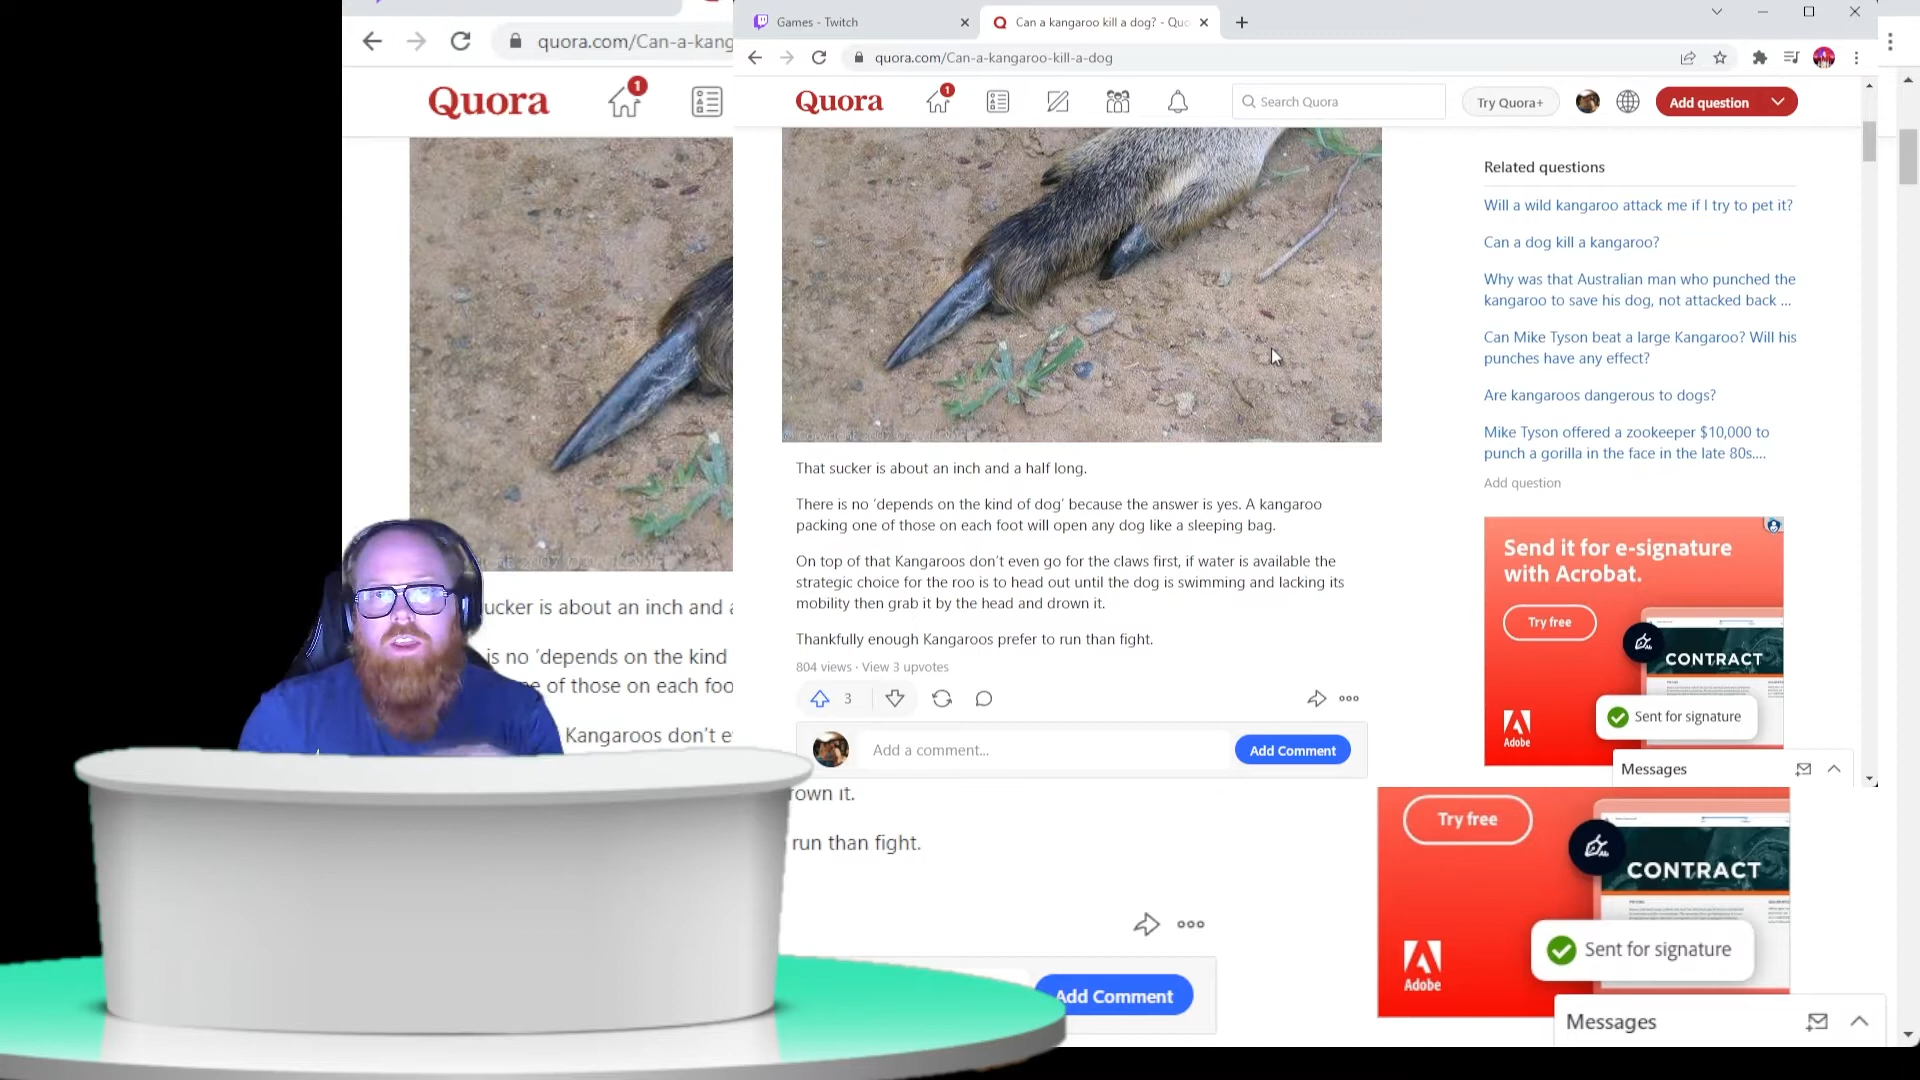 Games - Twitch
Can a kangaroo kill a dog? - Quo
quora.com/Can-a-kang
quora.com/Can-a-kangaroo-kill-a-dog
Quora
1
Quora
1
Search Quora
Try Quora+
Add question
Related questions
Will a wild kangaroo attack me if I try to pet it?
Can a dog kill a kangaroo?
Why was that Australian man who punched the
kangaroo to save his dog, not attacked back ...
Can Mike Tyson beat a large Kangaroo? Will his
punches have any effect?
Are kangaroos dangerous to dogs?
Mike Tyson offered a zookeeper $10,000 to
punch a gorilla in the face in the late 80s....
Add question
That sucker is about an inch and a half long.
There is no ‘depends on the kind of dog’ because the answer is yes. A kangaroo
packing one of those on each foot will open any dog like a sleeping bag.
On top of that Kangaroos don’t even go for the claws first, if water is available the
strategic choice for the roo is to head out until the dog is swimming and lacking its
mobility then grab it by the head and drown it.
Thankfully enough Kangaroos prefer to run than fight.
804 views · View 3 upvotes
3
Add a comment...
Add Comment
Send it for e-signature
with Acrobat.
Try free
CONTRACT
Sent for signature
Adobe
Messages
ucker is about an inch and a
is no ‘depends on the kind
ne of those on each foo
Kangaroos don’t e
rown it.
run than fight.
Add Comment
Try free
CONTRACT
Sent for signature
Adobe
Messages